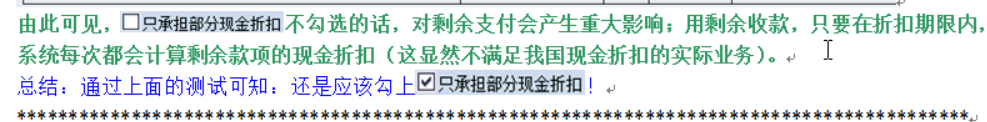 由此可见，只承担部分现金折扣不勾选的话，对剩余支付会产生重大影响；用剩余收款，只要在折扣期限内，
系统每次都会计算剩余款项的现金折扣（这显然不满足我国现金折扣的实际业务）。
总结：通过上面的测试可知：还是应该勾上只承担部分现金折扣！
******************************************************************************